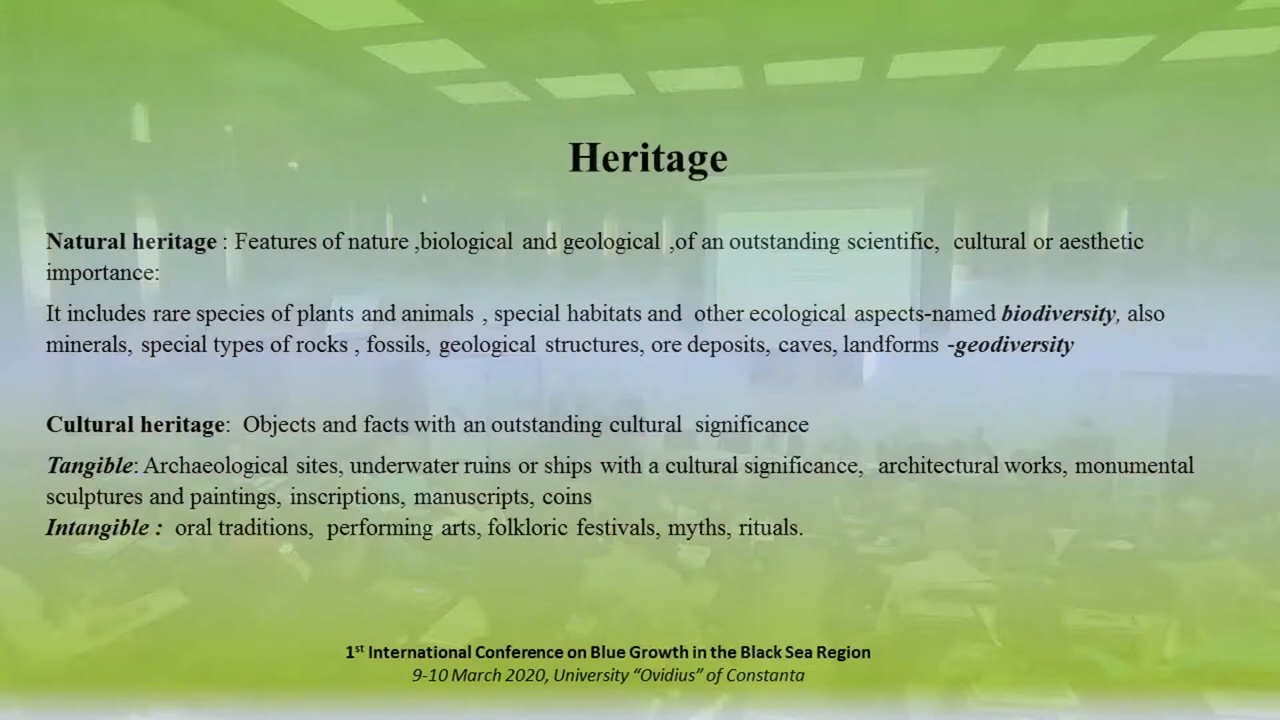 Heritage
Natural heritage : Features of nature ,biological and geological ,of an outstanding scientific, cultural or aesthetic
importance:
It includes rare species of plants and animals , special habitats and other ecological aspects-named biodiversity, also
minerals, special types of rocks , fossils, geological structures, ore deposits, caves, landforms -geodiversity
Cultural heritage: Objects and facts with an outstanding cultural significance
Tangible: Archaeological sites, underwater ruins or ships with a cultural significance, architectural works, monumental
sculptures and paintings, inscriptions, manuscripts, coins
Intangible : oral traditions, performing arts, folkloric festivals, myths, rituals.
1st International Conference on Blue Growth in the Black Sea Region
9-10 March 2020, University “Ovidius” of Constanta